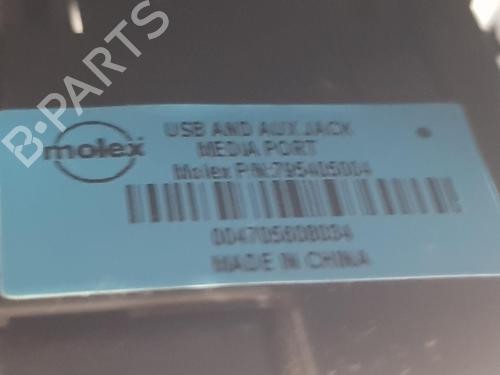 B-PARTS
molex
USB AND AUX JACK
MEDIA PORT
Molex P/N:795405004
004705608034
MADE IN CHINA